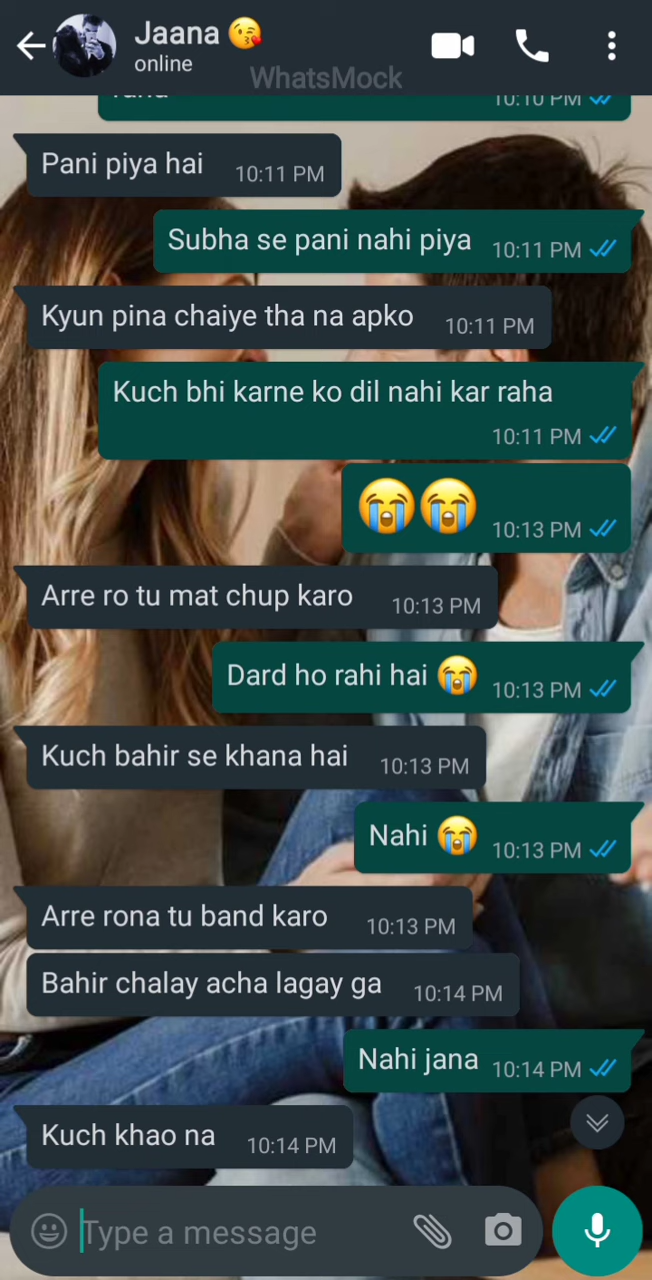 Jaana 😘
online
WhatsMock
10:10 PM
Pani piya hai 10:11 PM
Subha se pani nahi piya 10:11 PM
Kyun pina chaiye tha na apko 10:11 PM
Kuch bhi karne ko dil nahi kar raha
10:11 PM
😭😭 10:13 PM
Arre ro tu mat chup karo 10:13 PM
Dard ho rahi hai 😭 10:13 PM
Kuch bahir se khana hai 10:13 PM
Nahi 😭 10:13 PM
Arre rona tu band karo 10:13 PM
Bahir chalay acha lagay ga 10:14 PM
Nahi jana 10:14 PM
Kuch khao na 10:14 PM
Type a message